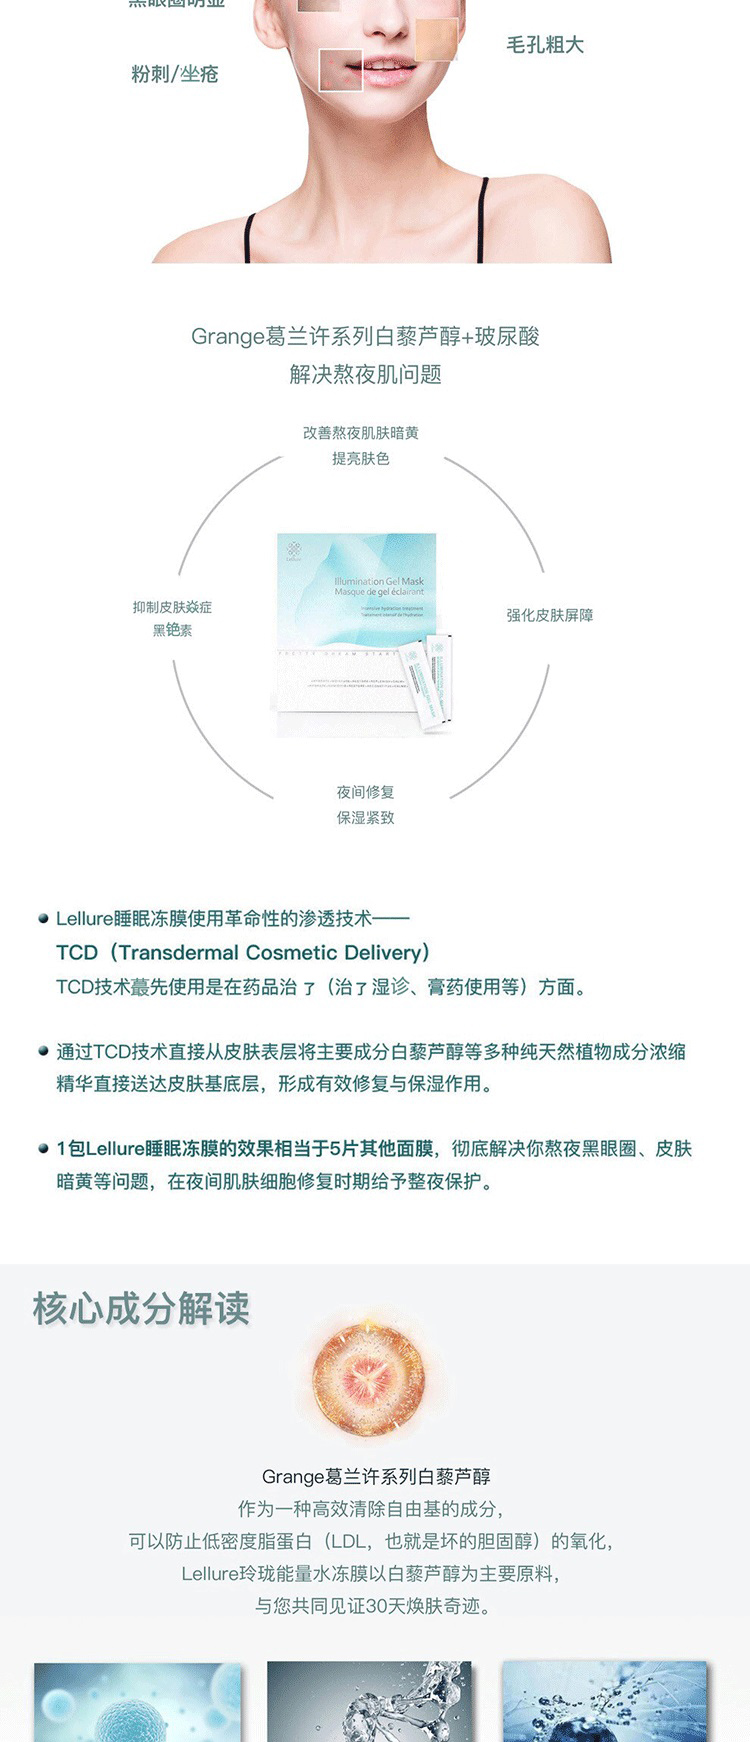 黑眼圈明显
毛孔粗大
粉刺/坐疮
Grange葛兰许系列白藜芦醇+玻尿酸
解决熬夜肌问题
改善熬夜肌肤暗黄
提亮肤色
Lellure
Illumination Gel Mask
Masque de gel éclairant
Intensive hydration treatment
Traitement intensif de l'hydration
抑制皮肤焱症
黑铯素
强化皮肤屏障
夜间修复
保湿紧致
Lellure睡眠冻膜使用革命性的渗透技术——
TCD（Transdermal Cosmetic Delivery）
TCD技术蕞先使用是在药品治了（治了湿诊、膏药使用等）方面。
通过TCD技术直接从皮肤表层将主要成分白藜芦醇等多种纯天然植物成分浓缩
精华直接送达皮肤基底层，形成有效修复与保湿作用。
1包Lellure睡眠冻膜的效果相当于5片其他面膜，彻底解决你熬夜黑眼圈、皮肤
暗黄等问题，在夜间肌肤细胞修复时期给予整夜保护。
核心成分解读
Grange葛兰许系列白藜芦醇
作为一种高效清除自由基的成分，
可以防止低密度脂蛋白（LDL，也就是坏的胆固醇）的氧化，
Lellure玲珑能量水冻膜以白藜芦醇为主要原料，
与您共同见证30天焕肤奇迹。